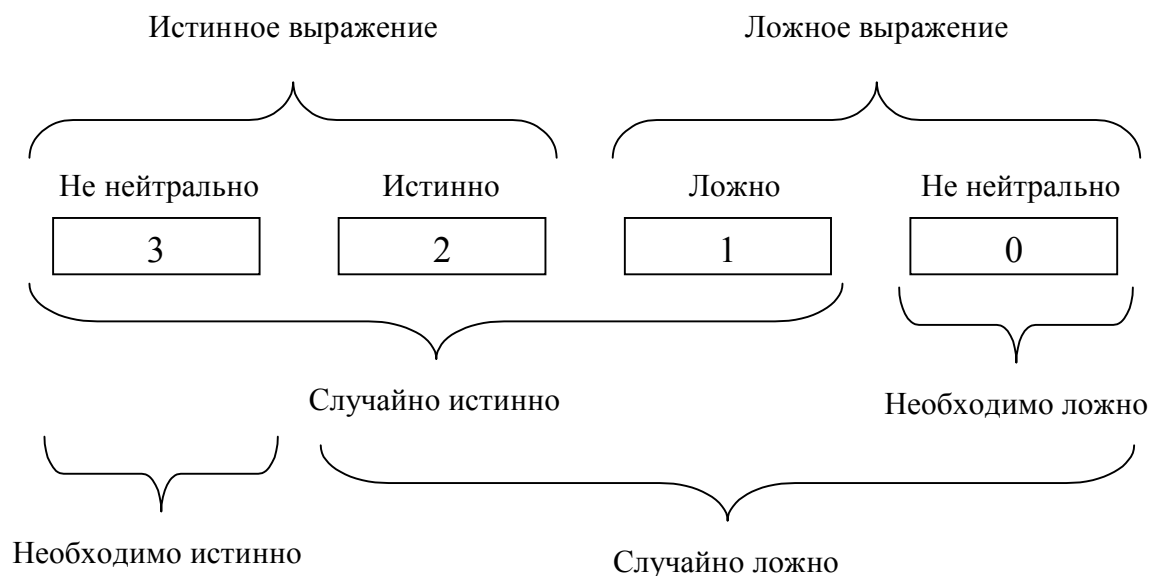 Истинное выражение Ложное выражение
Не нейтрально Истинно Ложно Не нейтрально
3 2 1 0
Случайно истинно Необходимо ложно
Необходимо истинно Случайно ложно